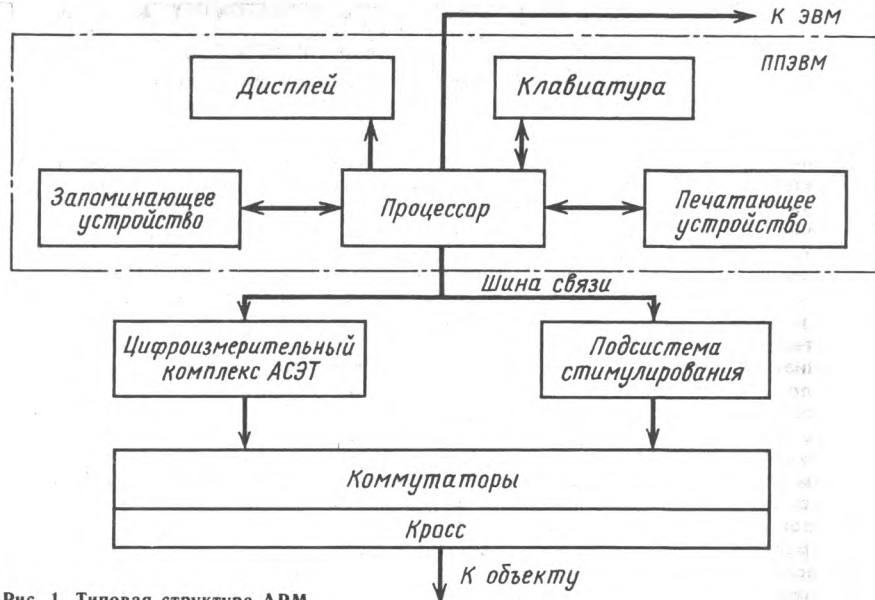 К ЭВМ
ППЭВМ
Дисплей
Клавиатура
Запоминающее
устройство
Процессор
Печатающее
устройство
Шина связи
Цифроизмерительный
комплекс АСЭТ
Подсистема
стимулирования
Коммутаторы
Кросс
К объекту
Рис. 1. Типовая структура АРМ